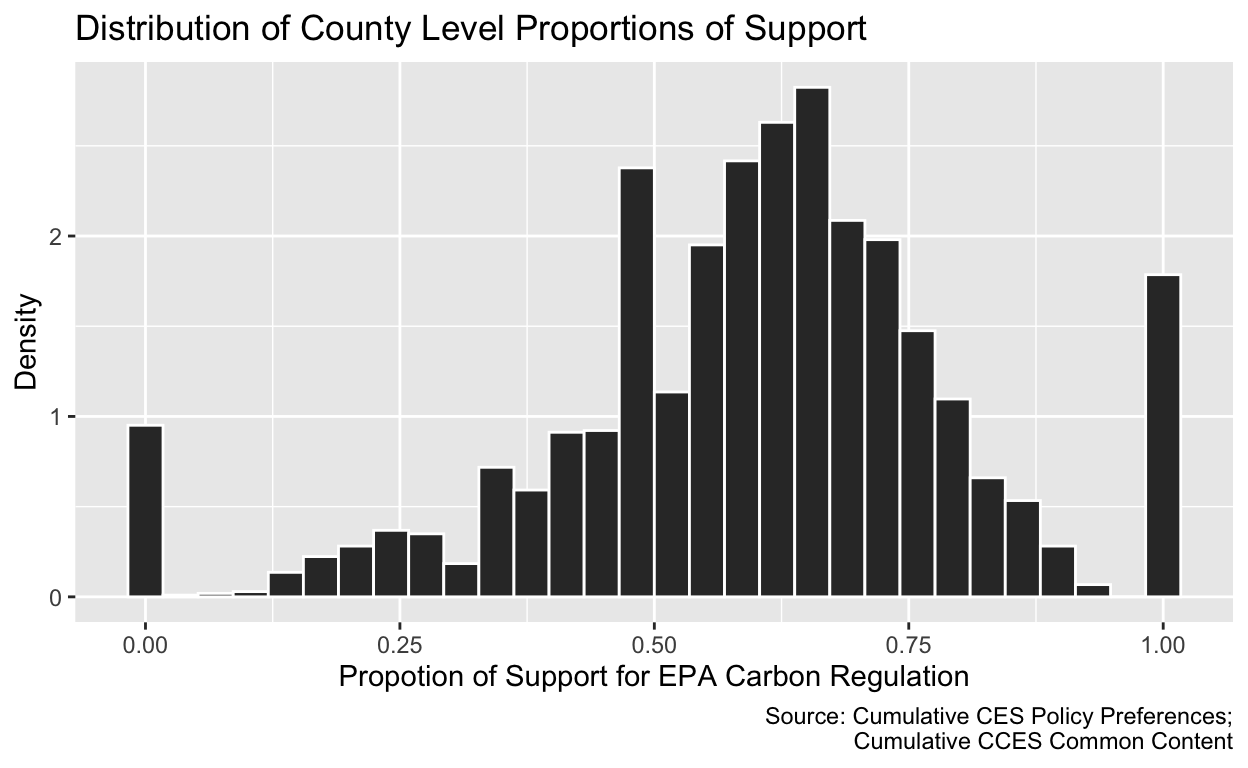 Distribution of County Level Proportions of Support
Density
2
1
0
0.00 0.25 0.50 0.75 1.00
Propotion of Support for EPA Carbon Regulation
Source: Cumulative CES Policy Preferences;
Cumulative CCES Common Content